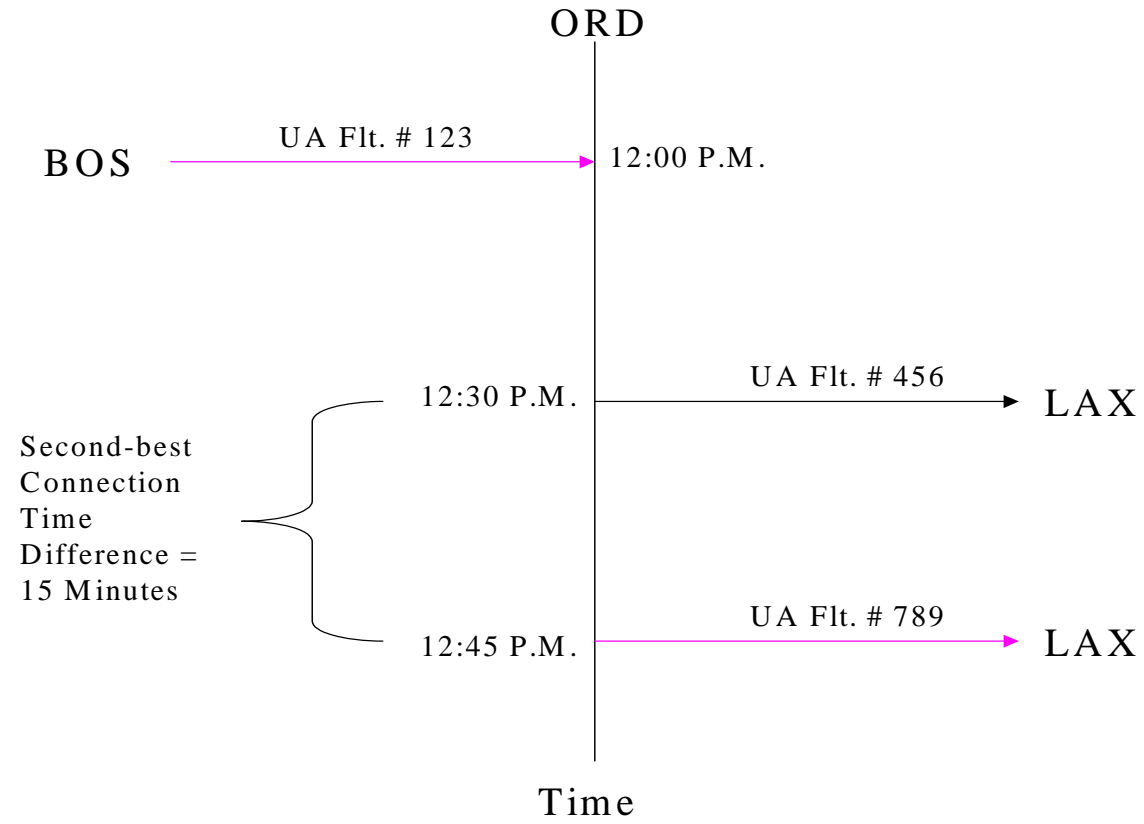 ORD
UA Flt. # 123
BOS
12:00 P.M.
UA Flt. # 456
12:30 P.M.
LAX
Second-best
Connection
Time
Difference =
15 Minutes
UA Flt. # 789
12:45 P.M.
LAX
Time